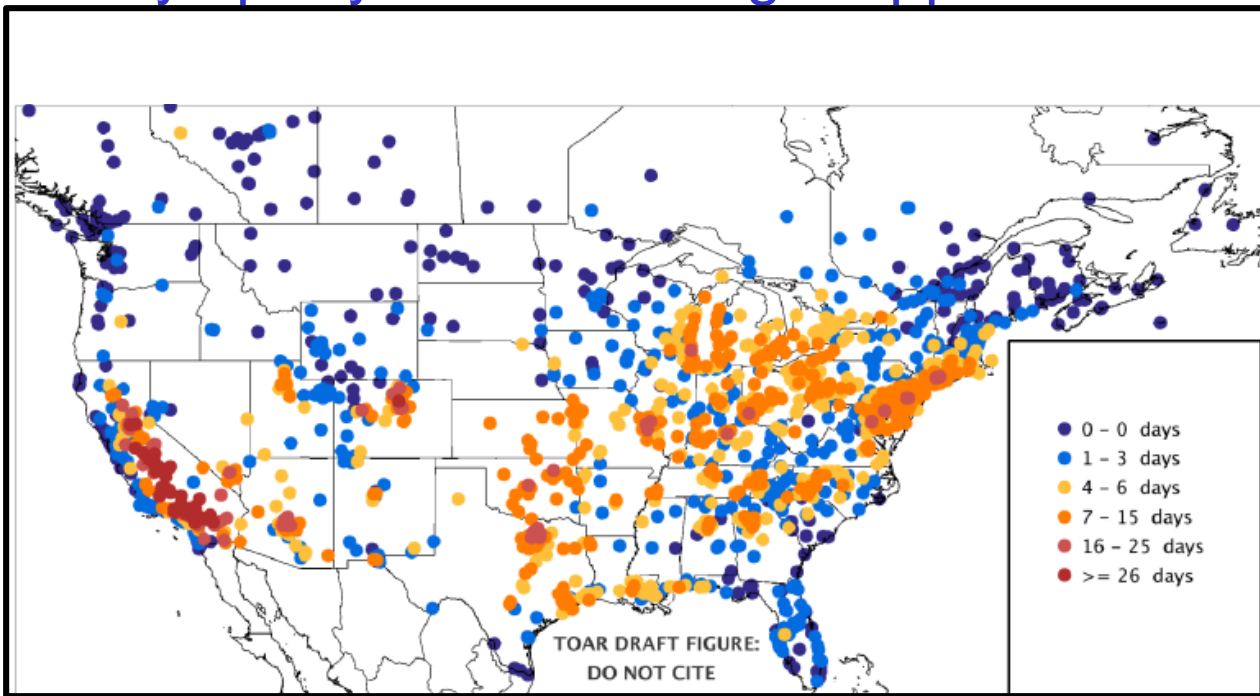 0 – 0 days
1 – 3 days
4 – 6 days
7 – 15 days
16 – 25 days
>= 26 days
TOAR DRAFT FIGURE:
DO NOT CITE